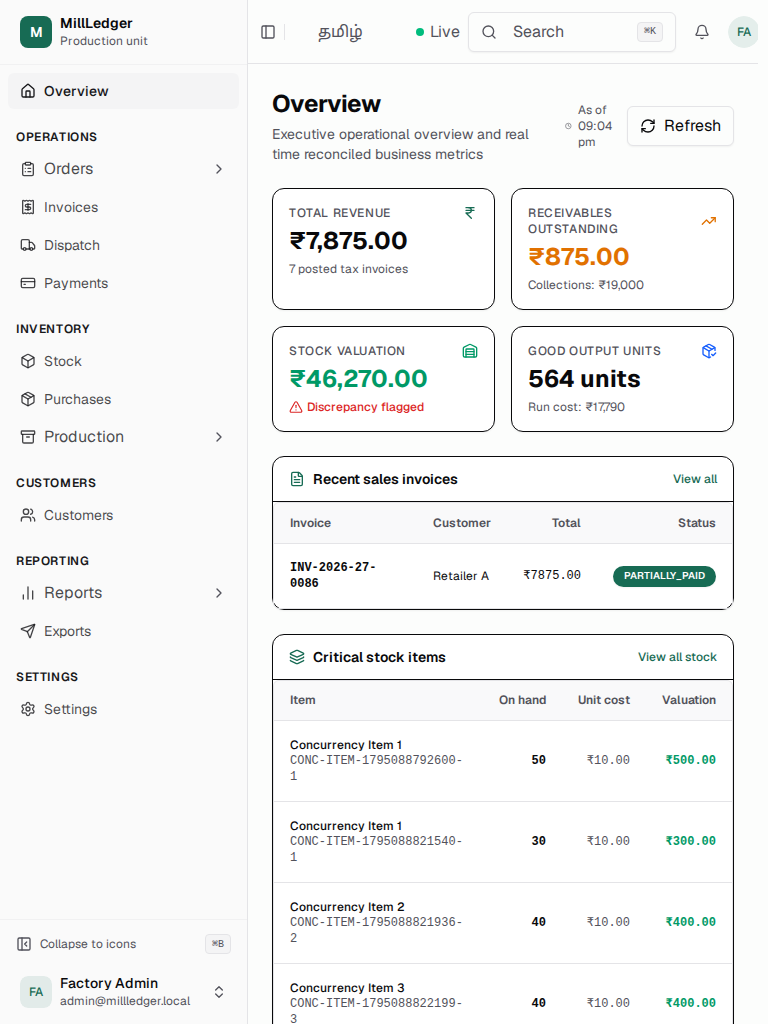 M
MillLedger
Production unit
Overview
OPERATIONS
Orders
Invoices
Dispatch
Payments
INVENTORY
Stock
Purchases
Production
CUSTOMERS
Customers
REPORTING
Reports
Exports
SETTINGS
Settings
Collapse to icons
⌘B
FA
Factory Admin
admin@millledger.local
தமிழ்
Live
Search
⌘K
FA
Overview
Executive operational overview and real
time reconciled business metrics
As of
09:04
pm
Refresh
TOTAL REVENUE
₹7,875.00
7 posted tax invoices
RECEIVABLES
OUTSTANDING
₹875.00
Collections: ₹19,000
STOCK VALUATION
₹46,270.00
Discrepancy flagged
GOOD OUTPUT UNITS
564 units
Run cost: ₹17,790
Recent sales invoices
View all
Invoice Customer Total Status
INV-2026-27-
0086
Retailer A ₹7875.00 PARTIALLY_PAID
Critical stock items
View all stock
Item On hand Unit cost Valuation
Concurrency Item 1
CONC-ITEM-1795088792600-
1
50 ₹10.00 ₹500.00
Concurrency Item 1
CONC-ITEM-1795088821540-
1
30 ₹10.00 ₹300.00
Concurrency Item 2
CONC-ITEM-1795088821936-
2
40 ₹10.00 ₹400.00
Concurrency Item 3
CONC-ITEM-1795088822199-
3
40 ₹10.00 ₹400.00